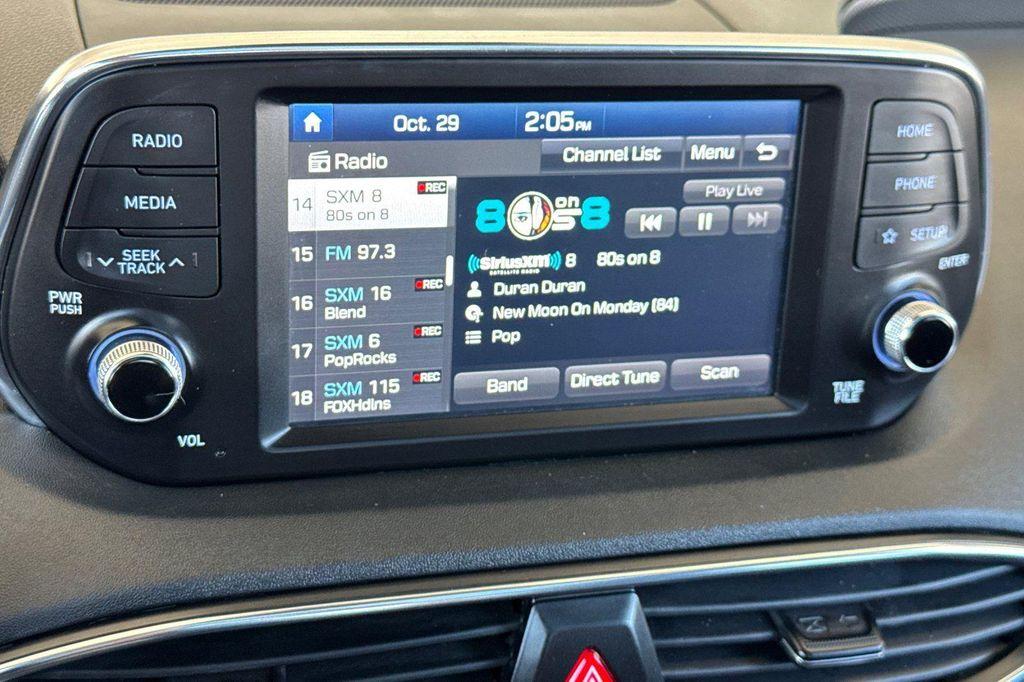 RADIO
MEDIA
SEEK
TRACK
PWR
PUSH
VOL
Oct. 29 2:05 PM
Radio
Channel List Menu
14 SXM 8 REC
80s on 8
15 FM 97.3
16 SXM 16 REC
Blend
17 SXM 6 REC
PopRocks
18 SXM 115 REC
FOXHdlns
8 on 8
Play Live
SiriusXM 8 80s on 8
SATELLITE RADIO
Duran Duran
New Moon On Monday (84)
Pop
Band Direct Tune Scan
HOME
PHONE
SETUP
ENTER
TUNE
FILE